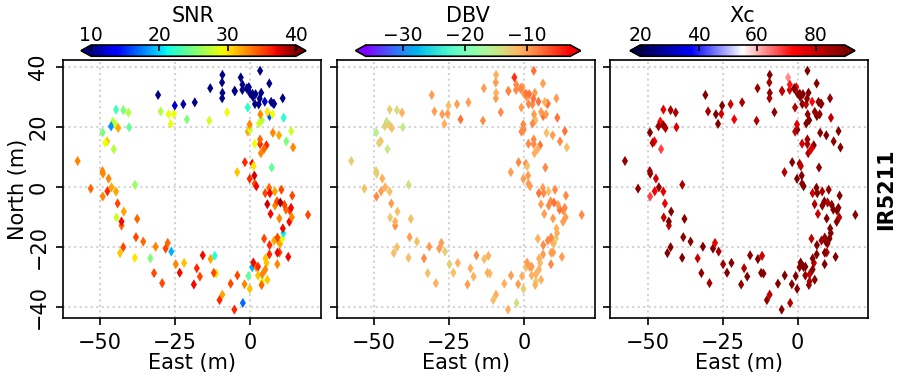 SNR DBV Xc
10 20 30 40 −30 −20 −10 20 40 60 80
40
20
0
−20
−40
North (m)
IR5211
−50 −25 0 −50 −25 0 −50 −25 0
East (m) East (m) East (m)